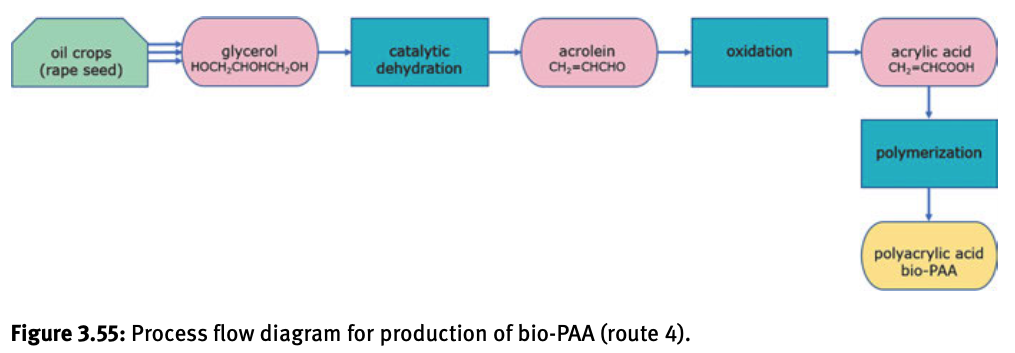 oil crops
(rape seed)
glycerol
HOCH₂CHOHCH₂OH
catalytic
dehydration
acrolein
CH₂=CHCHO
oxidation
acrylic acid
CH₂=CHCOOH
polymerization
polyacrylic acid
bio-PAA
Figure 3.55: Process flow diagram for production of bio-PAA (route 4).